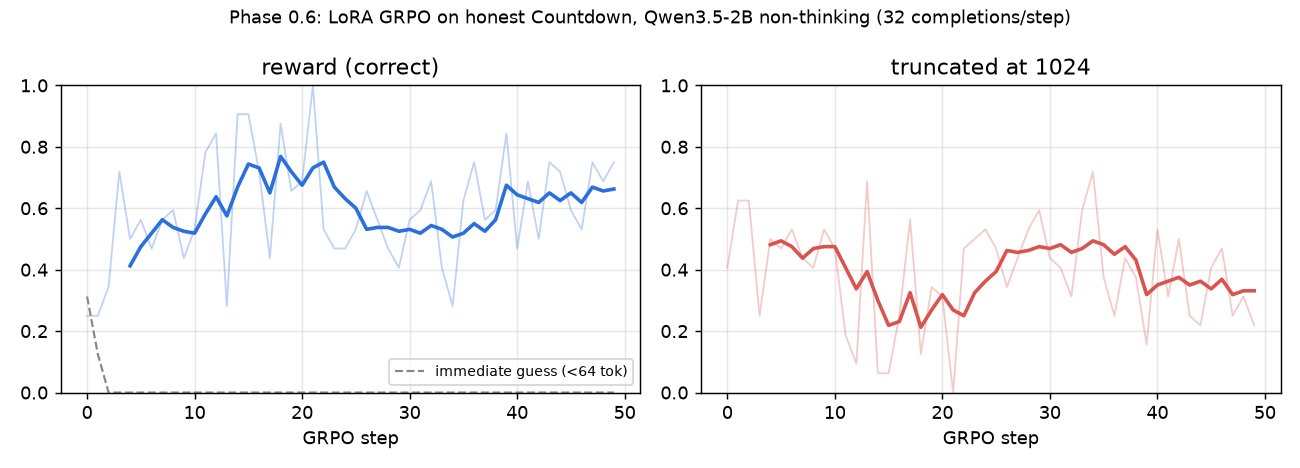 Phase 0.6: LoRA GRPO on honest Countdown, Qwen3.5-2B non-thinking (32 completions/step)
reward (correct)
1.0
0.8
0.6
0.4
0.2
0.0
immediate guess (<64 tok)
0 10 20 30 40 50
GRPO step
truncated at 1024
1.0
0.8
0.6
0.4
0.2
0.0
0 10 20 30 40 50
GRPO step